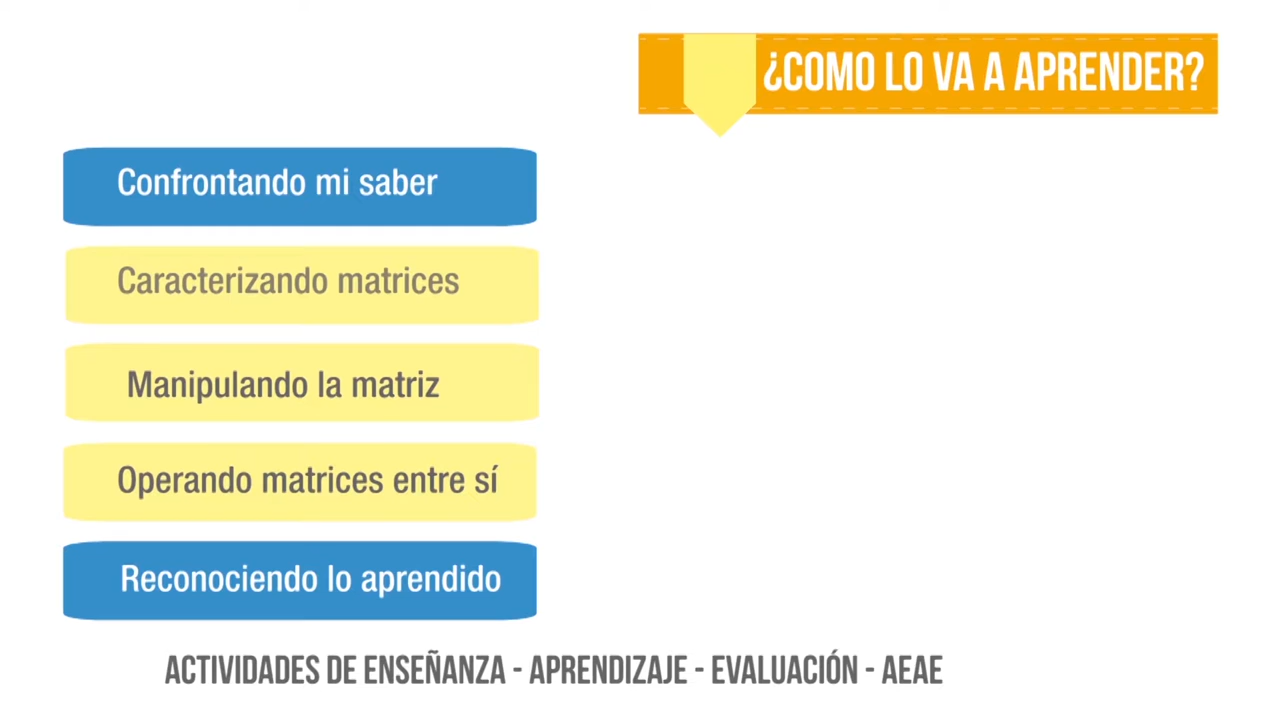 ¿COMO LO VA A APRENDER?
Confrontando mi saber
Caracterizando matrices
Manipulando la matriz
Operando matrices entre sí
Reconociendo lo aprendido
ACTIVIDADES DE ENSEÑANZA - APRENDIZAJE - EVALUACIÓN - AEAE